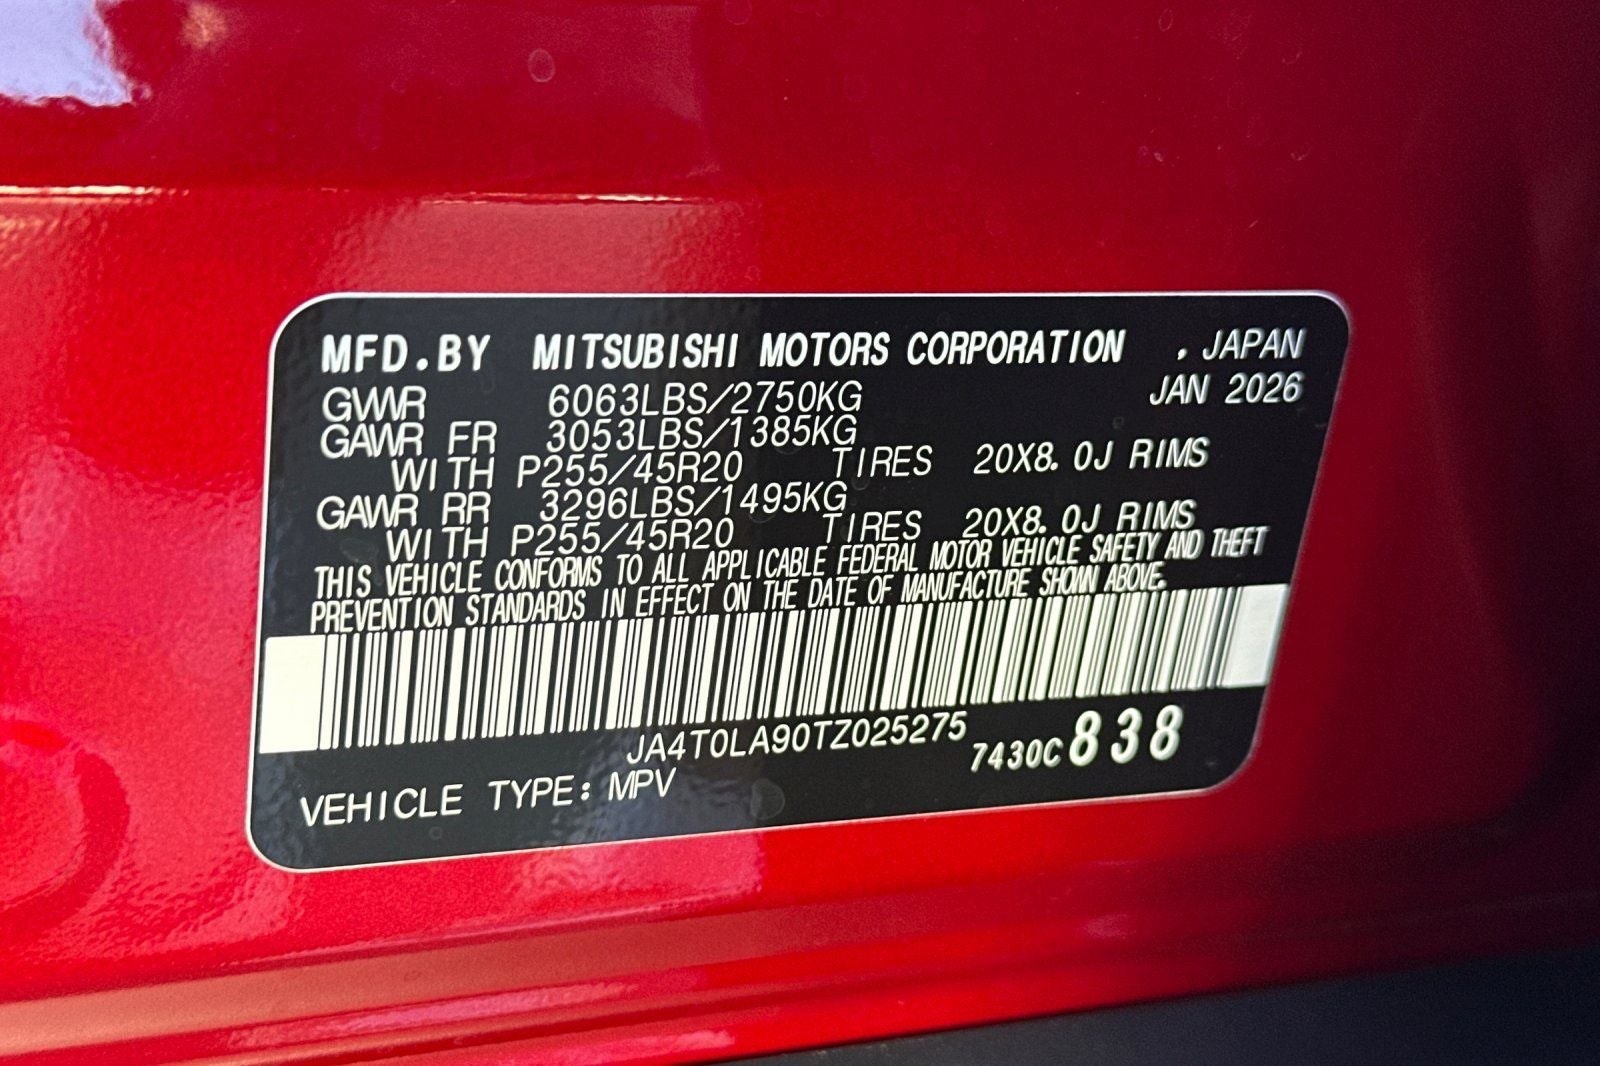 MFD.BY MITSUBISHI MOTORS CORPORATION , JAPAN
GVWR 6063LBS/2750KG JAN 2026
GAWR FR 3053LBS/1385KG
WITH P255/45R20 TIRES 20X8.0J RIMS
GAWR RR 3296LBS/1495KG
WITH P255/45R20 TIRES 20X8.0J RIMS
THIS VEHICLE CONFORMS TO ALL APPLICABLE FEDERAL MOTOR VEHICLE SAFETY AND THEFT
PREVENTION STANDARDS IN EFFECT ON THE DATE OF MANUFACTURE SHOWN ABOVE.
JA4T0LA90TZ025275 7430C 838
VEHICLE TYPE: MPV